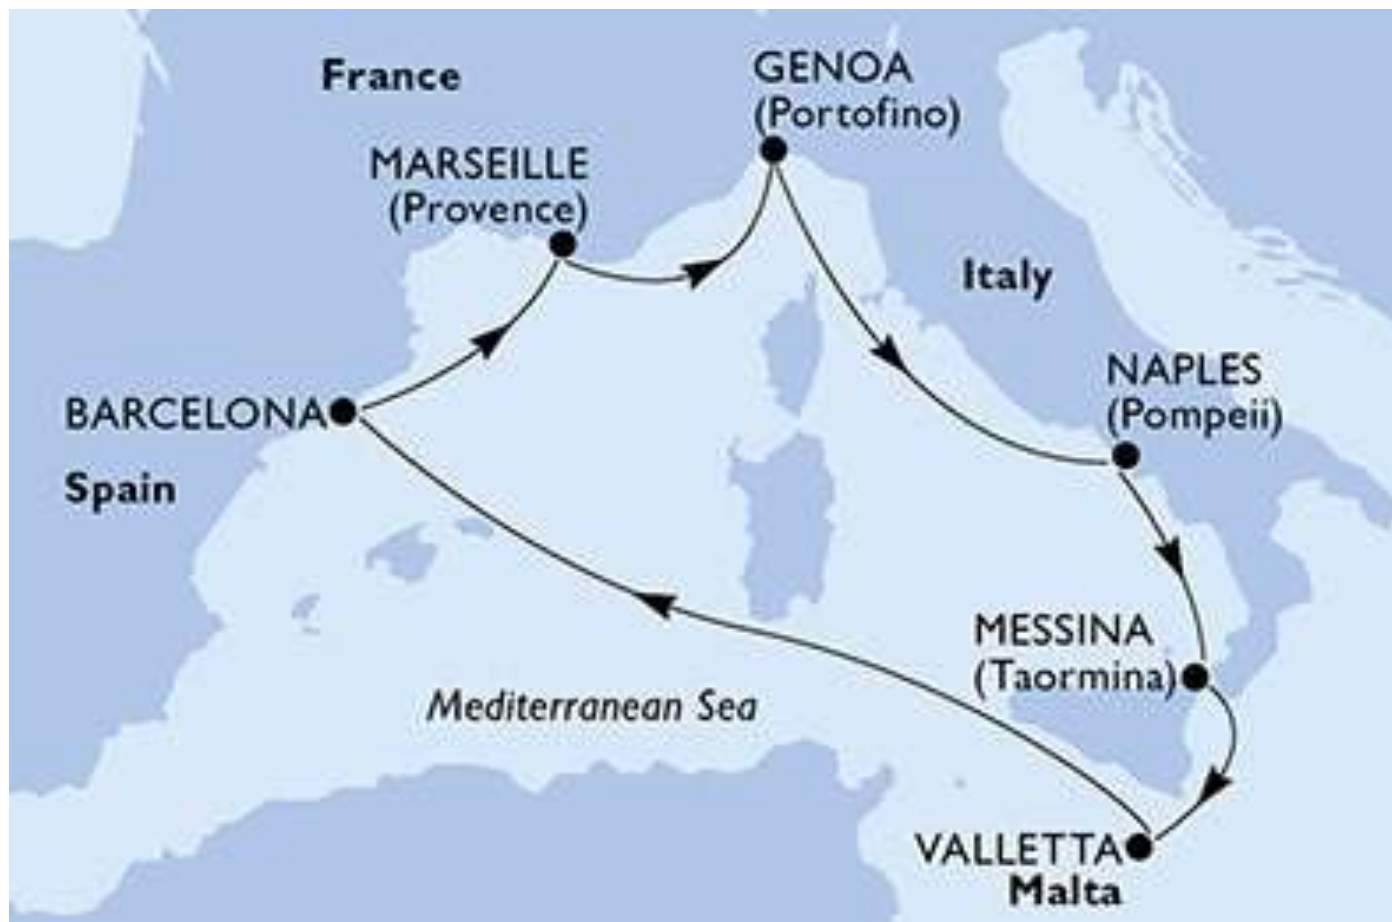 France
GENOA
(Portofino)
MARSEILLE
(Provence)
Italy
NAPLES
(Pompeii)
BARCELONA
Spain
MESSINA
(Taormina)
Mediterranean Sea
VALLETTA
Malta